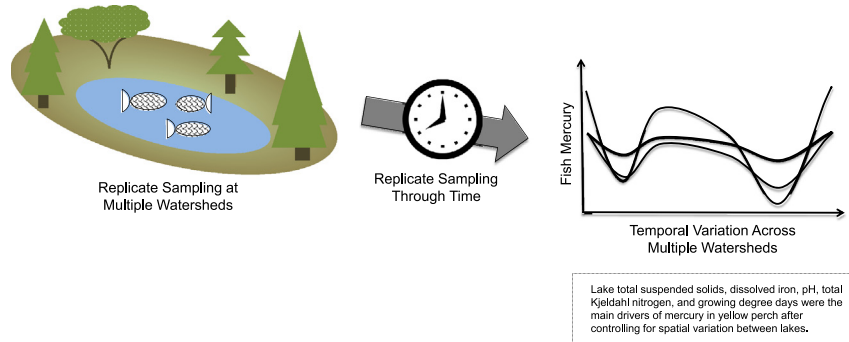 Replicate Sampling at
Multiple Watersheds
Replicate Sampling
Through Time
Fish Mercury
Temporal Variation Across
Multiple Watersheds
Lake total suspended solids, dissolved iron, pH, total
Kjeldahl nitrogen, and growing degree days were the
main drivers of mercury in yellow perch after
controlling for spatial variation between lakes.